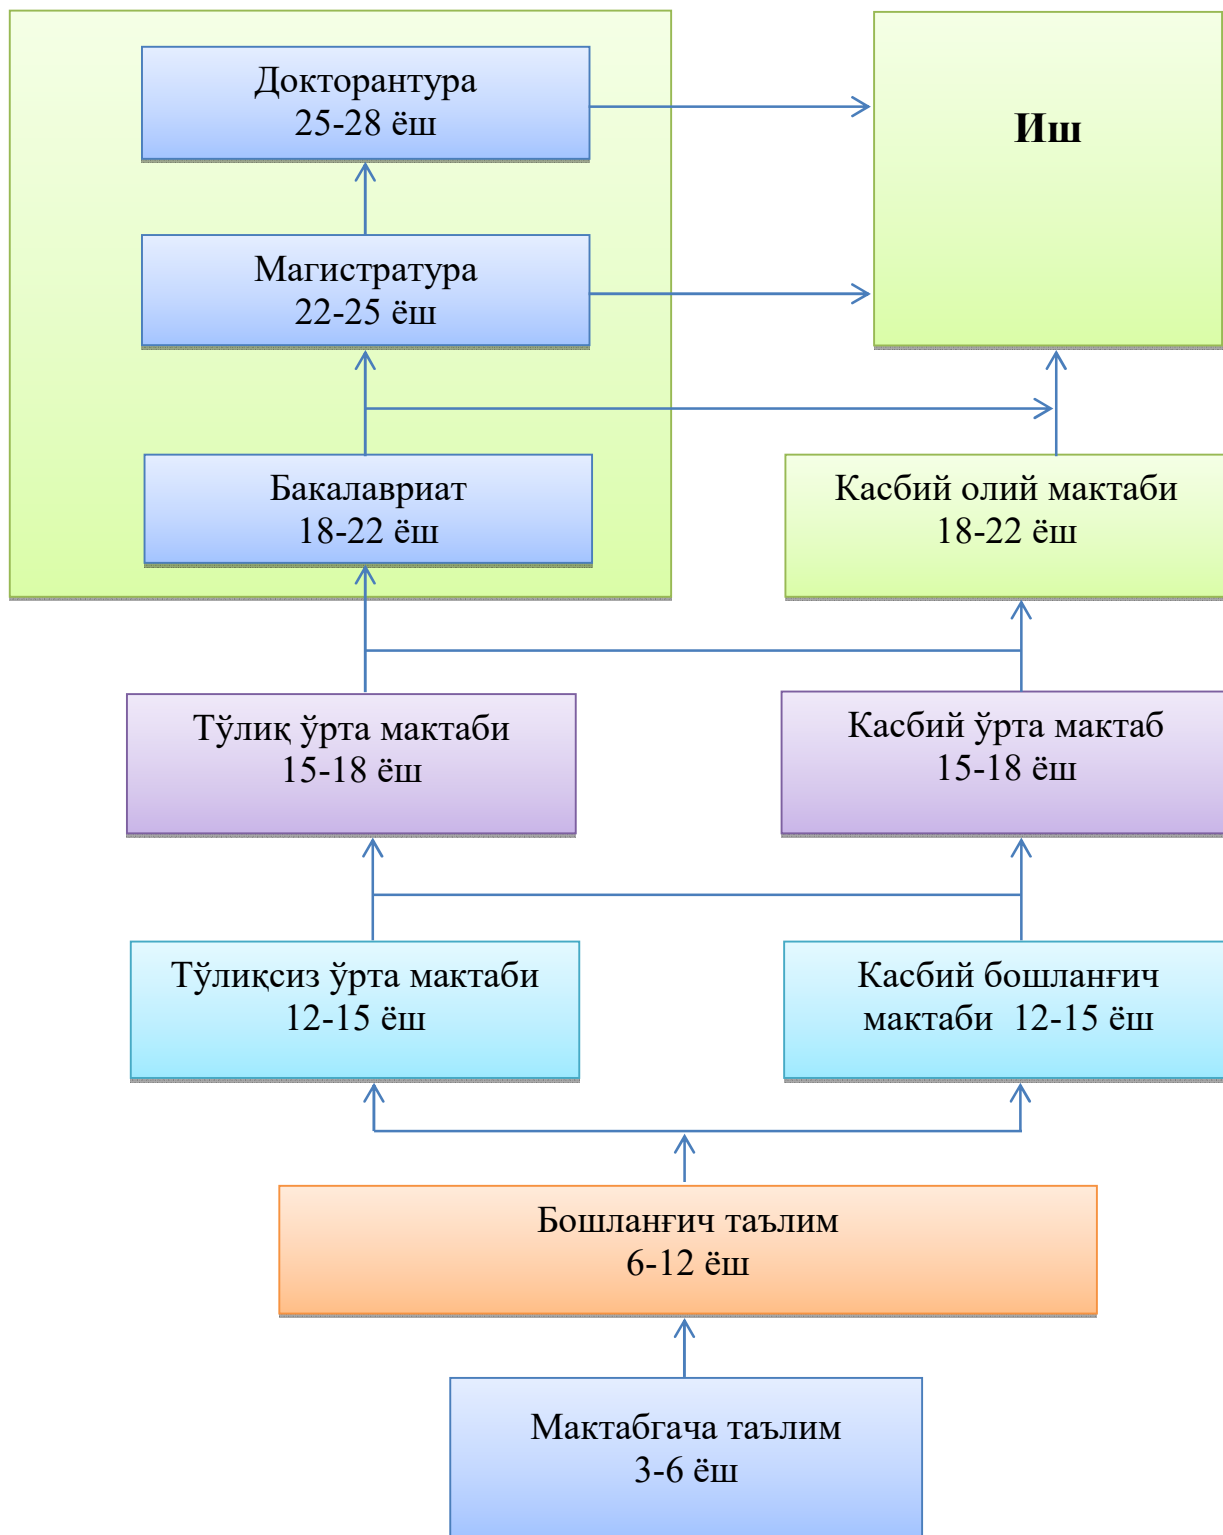 Докторантура
25-28 ёш
Иш
Магистратура
22-25 ёш
Бакалавриат
18-22 ёш
Касбий олий мактаби
18-22 ёш
Тўлиқ ўрта мактаби
15-18 ёш
Касбий ўрта мактаб
15-18 ёш
Тўлиқсиз ўрта мактаби
12-15 ёш
Касбий бошланғич
мактаби 12-15 ёш
Бошланғич таълим
6-12 ёш
Мактабгача таълим
3-6 ёш